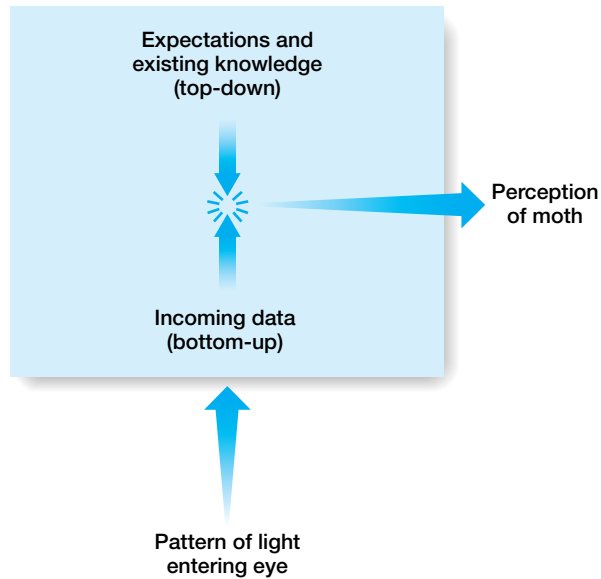 Expectations and
existing knowledge
(top-down)
Perception
of moth
Incoming data
(bottom-up)
Pattern of light
entering eye